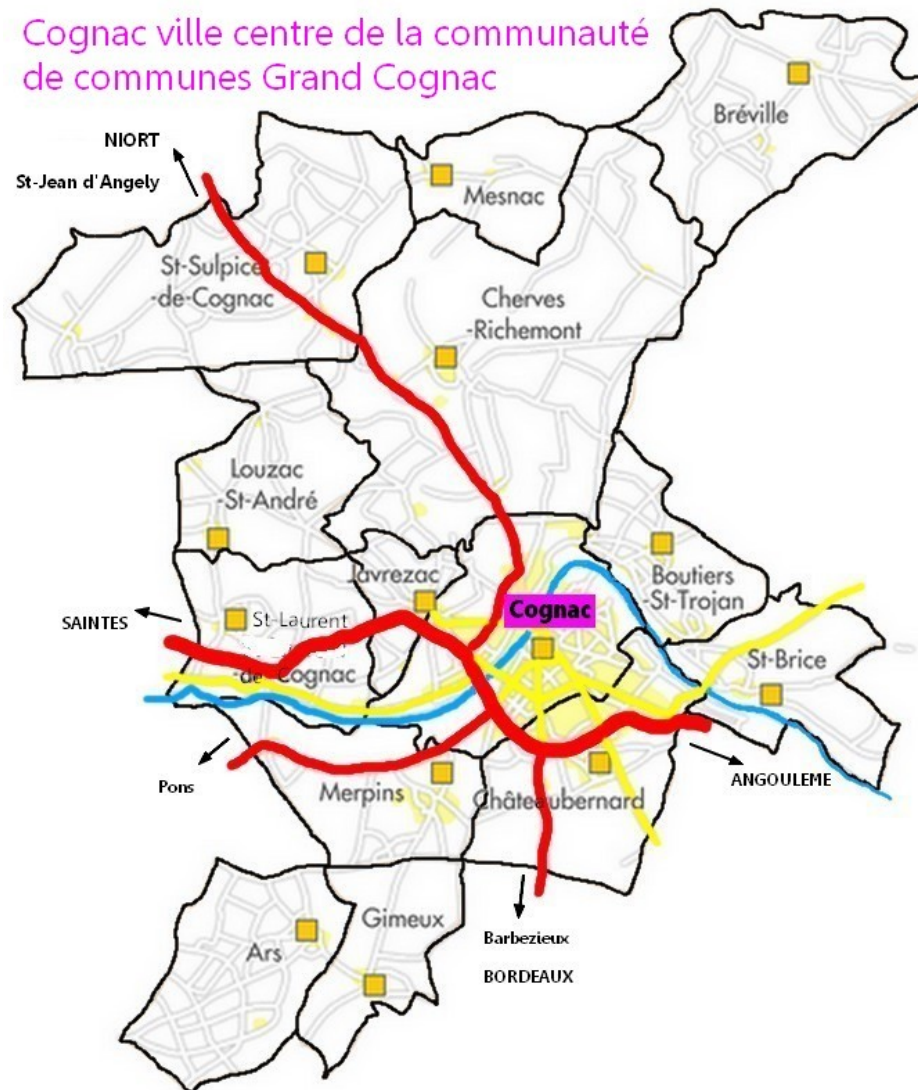 Cognac ville centre de la communauté
de communes Grand Cognac
Bréville
NIORT
St-Jean d'Angely
Mesnac
St-Sulpice
-de-Cognac
Cherves
-Richemont
Louzac
-St-André
Javrezac
Boutiers
-St-Trojan
Cognac
SAINTES
St-Laurent
-de-Cognac
St-Brice
Pons
Merpins
Châteaubernard
ANGOULEME
Gimeux
Ars
Barbezieux
BORDEAUX